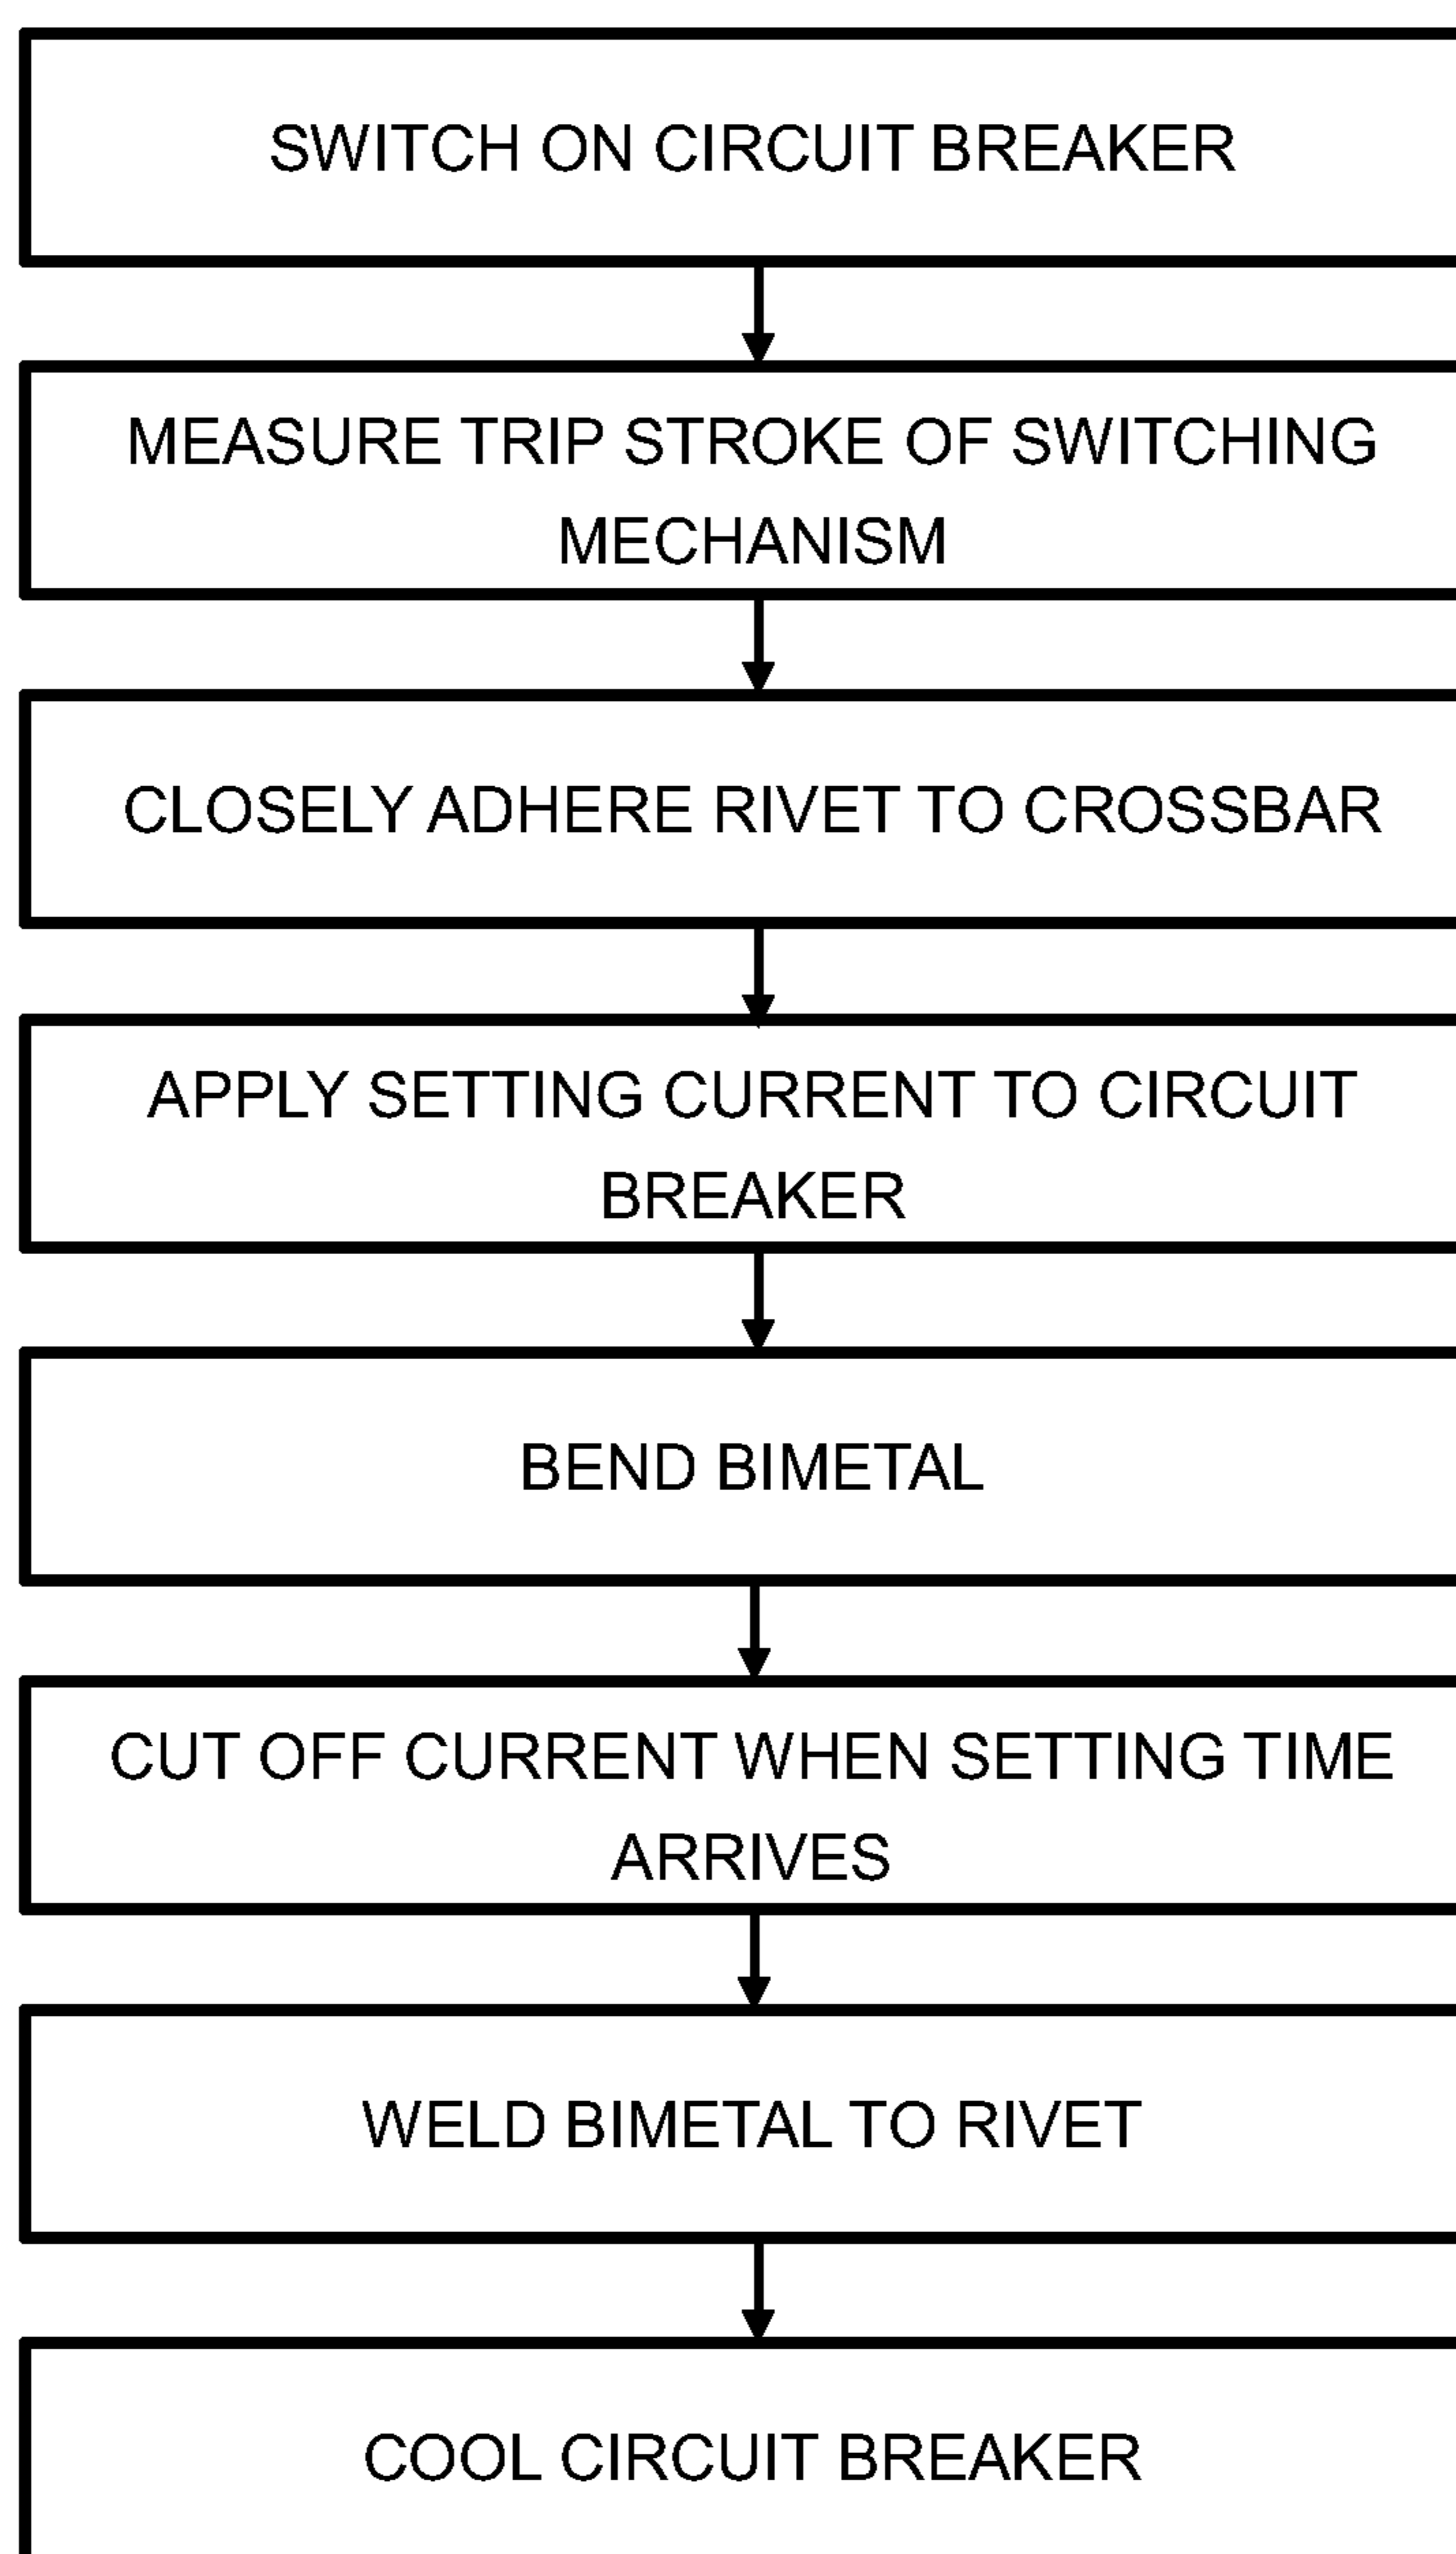 SWITCH ON CIRCUIT BREAKER
MEASURE TRIP STROKE OF SWITCHING
MECHANISM
CLOSELY ADHERE RIVET TO CROSSBAR
APPLY SETTING CURRENT TO CIRCUIT
BREAKER
BEND BIMETAL
CUT OFF CURRENT WHEN SETTING TIME
ARRIVES
WELD BIMETAL TO RIVET
COOL CIRCUIT BREAKER